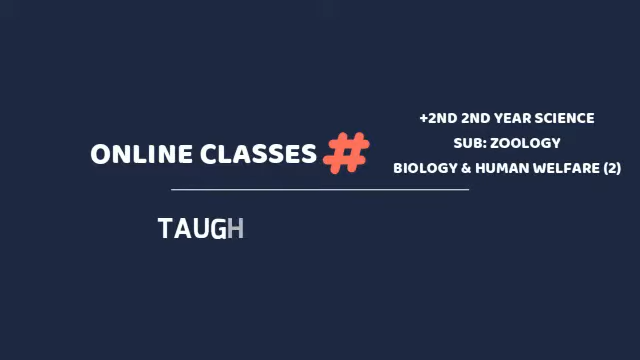 ONLINE CLASSES #
+2ND 2ND YEAR SCIENCE
SUB: ZOOLOGY
BIOLOGY & HUMAN WELFARE (2)
TAUGH